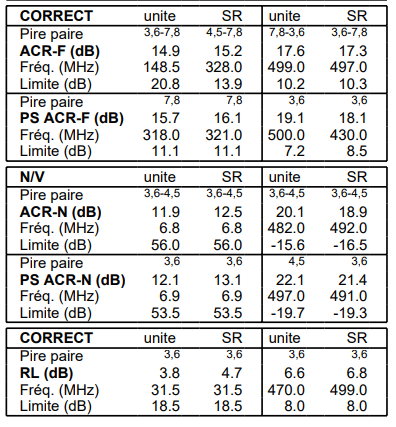 CORRECT unite SR unite SR
Pire paire 3,6-7,8 4,5-7,8 7,8-3,6 3,6-7,8
ACR-F (dB) 14.9 15.2 17.6 17.3
Fréq. (MHz) 148.5 328.0 499.0 497.0
Limite (dB) 20.8 13.9 10.2 10.3
Pire paire 7,8 7,8 3,6 3,6
PS ACR-F (dB) 15.7 16.1 19.1 18.1
Fréq. (MHz) 318.0 321.0 500.0 430.0
Limite (dB) 11.1 11.1 7.2 8.5
N/V unite SR unite SR
Pire paire 3,6-4,5 3,6-4,5 3,6-4,5 3,6-4,5
ACR-N (dB) 11.9 12.5 20.1 18.9
Fréq. (MHz) 6.8 6.8 482.0 492.0
Limite (dB) 56.0 56.0 -15.6 -16.5
Pire paire 3,6 3,6 4,5 3,6
PS ACR-N (dB) 12.1 13.1 22.1 21.4
Fréq. (MHz) 6.9 6.9 497.0 491.0
Limite (dB) 53.5 53.5 -19.7 -19.3
CORRECT unite SR unite SR
Pire paire 3,6 3,6 3,6 3,6
RL (dB) 3.8 4.7 6.6 6.8
Fréq. (MHz) 31.5 31.5 470.0 499.0
Limite (dB) 18.5 18.5 8.0 8.0